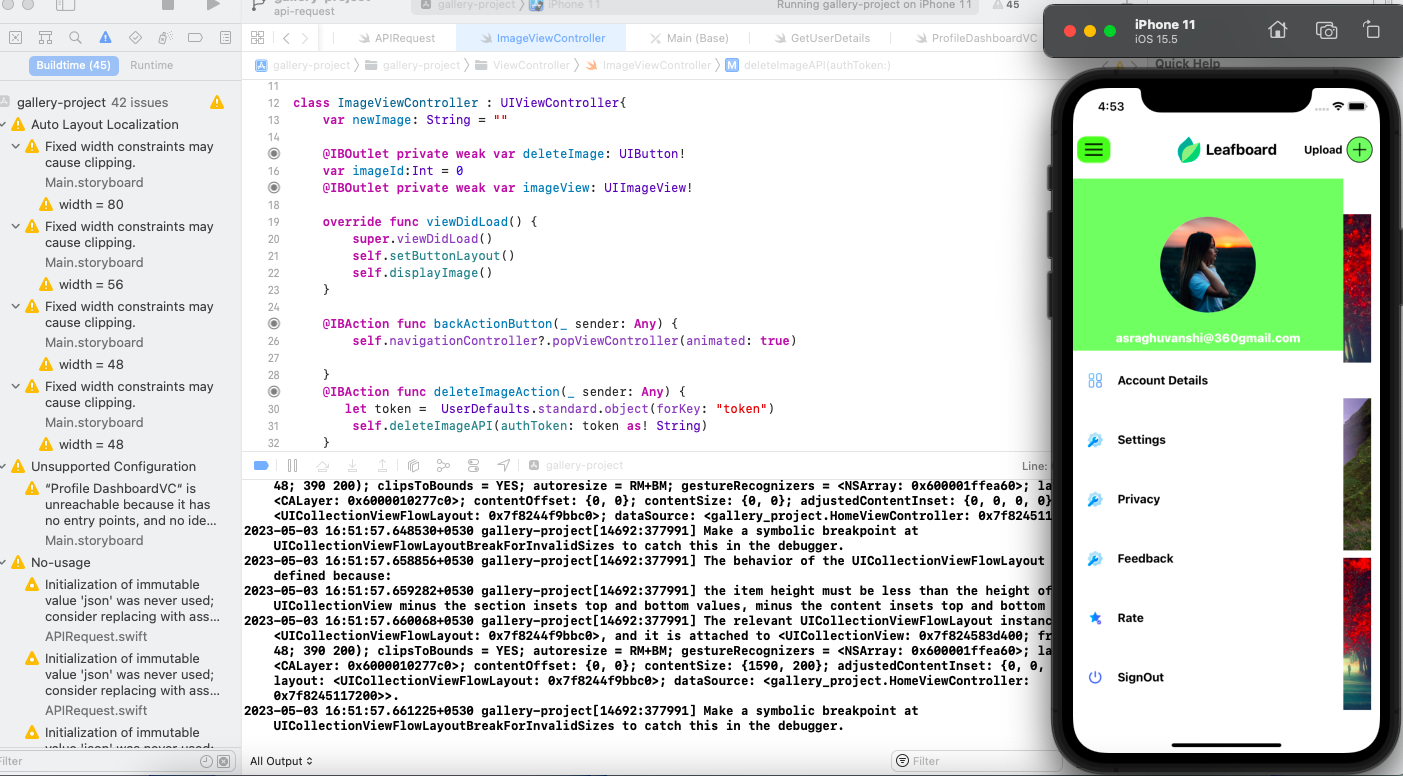 gallery-project
api-request
gallery-project
iPhone 11
Running gallery-project on iPhone 11
45
APIRequest
ImageViewController
Main (Base)
GetUserDetails
ProfileDashboardVC
Buildtime (45)
Runtime
gallery-project
gallery-project
ViewController
ImageViewController
M
deleteImageAPI(authToken:)
gallery-project 42 issues
Auto Layout Localization
Fixed width constraints may
cause clipping.
Main.storyboard
width = 80
Fixed width constraints may
cause clipping.
Main.storyboard
width = 56
Fixed width constraints may
cause clipping.
Main.storyboard
width = 48
Fixed width constraints may
cause clipping.
Main.storyboard
width = 48
Unsupported Configuration
“Profile DashboardVC“ is
unreachable because it has
no entry points, and no ide...
Main.storyboard
No-usage
Initialization of immutable
value 'json' was never used;
consider replacing with ass...
APIRequest.swift
Initialization of immutable
value 'json' was never used;
consider replacing with ass...
APIRequest.swift
Initialization of immutable
value 'json' was never used;
Filter
11
12 class ImageViewController : UIViewController{
13 var newImage: String = ""
14
@IBOutlet private weak var deleteImage: UIButton!
16 var imageId:Int = 0
@IBOutlet private weak var imageView: UIImageView!
18
19 override func viewDidLoad() {
20 super.viewDidLoad()
21 self.setButtonLayout()
22 self.displayImage()
23 }
24
@IBAction func backActionButton(_ sender: Any) {
26 self.navigationController?.popViewController(animated: true)
27
28 }
@IBAction func deleteImageAction(_ sender: Any) {
30 let token =  UserDefaults.standard.object(forKey: "token")
31 self.deleteImageAPI(authToken: token as! String)
32 }
gallery-project
Line:
48; 390 200); clipsToBounds = YES; autoresize = RM+BM; gestureRecognizers = <NSArray: 0x600001ffea60>; la
<CALayer: 0x6000010277c0>; contentOffset: {0, 0}; contentSize: {0, 0}; adjustedContentInset: {0, 0, 0, 0}
<UICollectionViewFlowLayout: 0x7f8244f9bbc0>; dataSource: <gallery_project.HomeViewController: 0x7f824511
2023-05-03 16:51:57.648530+0530 gallery-project[14692:377991] Make a symbolic breakpoint at
UICollectionViewFlowLayoutBreakForInvalidSizes to catch this in the debugger.
2023-05-03 16:51:57.658856+0530 gallery-project[14692:377991] The behavior of the UICollectionViewFlowLayout
defined because:
2023-05-03 16:51:57.659282+0530 gallery-project[14692:377991] the item height must be less than the height of
UICollectionView minus the section insets top and bottom values, minus the content insets top and bottom
2023-05-03 16:51:57.660068+0530 gallery-project[14692:377991] The relevant UICollectionViewFlowLayout instanc
<UICollectionViewFlowLayout: 0x7f8244f9bbc0>, and it is attached to <UICollectionView: 0x7f824583d400; fr
48; 390 200); clipsToBounds = YES; autoresize = RM+BM; gestureRecognizers = <NSArray: 0x600001ffea60>; la
<CALayer: 0x6000010277c0>; contentOffset: {0, 0}; contentSize: {1590, 200}; adjustedContentInset: {0, 0,
layout: <UICollectionViewFlowLayout: 0x7f8244f9bbc0>; dataSource: <gallery_project.HomeViewController:
0x7f8245117200>>.
2023-05-03 16:51:57.661225+0530 gallery-project[14692:377991] Make a symbolic breakpoint at
UICollectionViewFlowLayoutBreakForInvalidSizes to catch this in the debugger.
All Output
Filter
iPhone 11
iOS 15.5
Quick Help
4:53
Leafboard
Upload
asraghuvanshi@360gmail.com
Account Details
Settings
Privacy
Feedback
Rate
SignOut